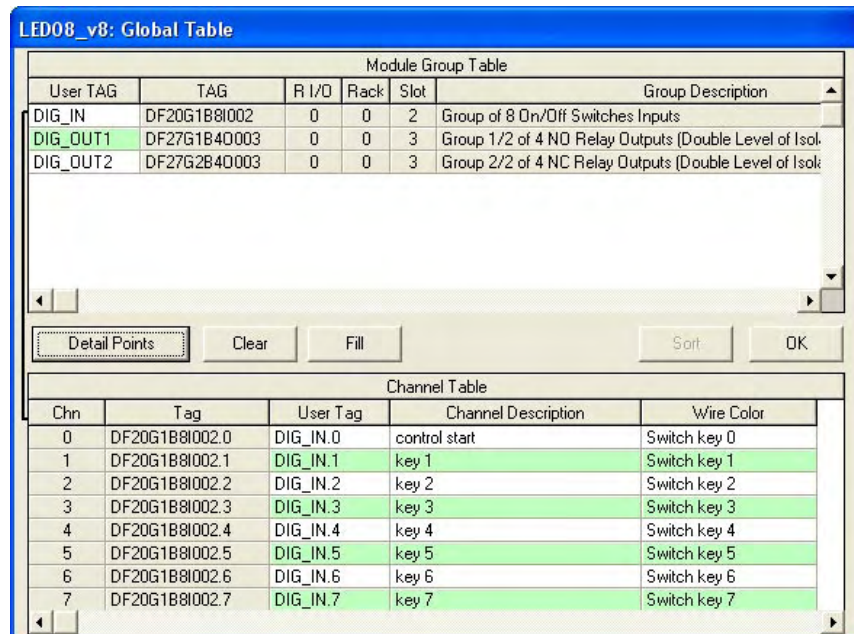 LED08_v8: Global Table
Module Group Table
User TAG TAG R I/O Rack Slot Group Description
DIG_IN DF20G1B8I002 0 0 2 Group of 8 On/Off Switches Inputs
DIG_OUT1 DF27G1B4O003 0 0 3 Group 1/2 of 4 NO Relay Outputs (Double Level of Isol
DIG_OUT2 DF27G2B4O003 0 0 3 Group 2/2 of 4 NC Relay Outputs (Double Level of Isola
Detail Points Clear Fill Sort OK
Channel Table
Chn Tag User Tag Channel Description Wire Color
0 DF20G1B8I002.0 DIG_IN.0 control start Switch key 0
1 DF20G1B8I002.1 DIG_IN.1 key 1 Switch key 1
2 DF20G1B8I002.2 DIG_IN.2 key 2 Switch key 2
3 DF20G1B8I002.3 DIG_IN.3 key 3 Switch key 3
4 DF20G1B8I002.4 DIG_IN.4 key 4 Switch key 4
5 DF20G1B8I002.5 DIG_IN.5 key 5 Switch key 5
6 DF20G1B8I002.6 DIG_IN.6 key 6 Switch key 6
7 DF20G1B8I002.7 DIG_IN.7 key 7 Switch key 7